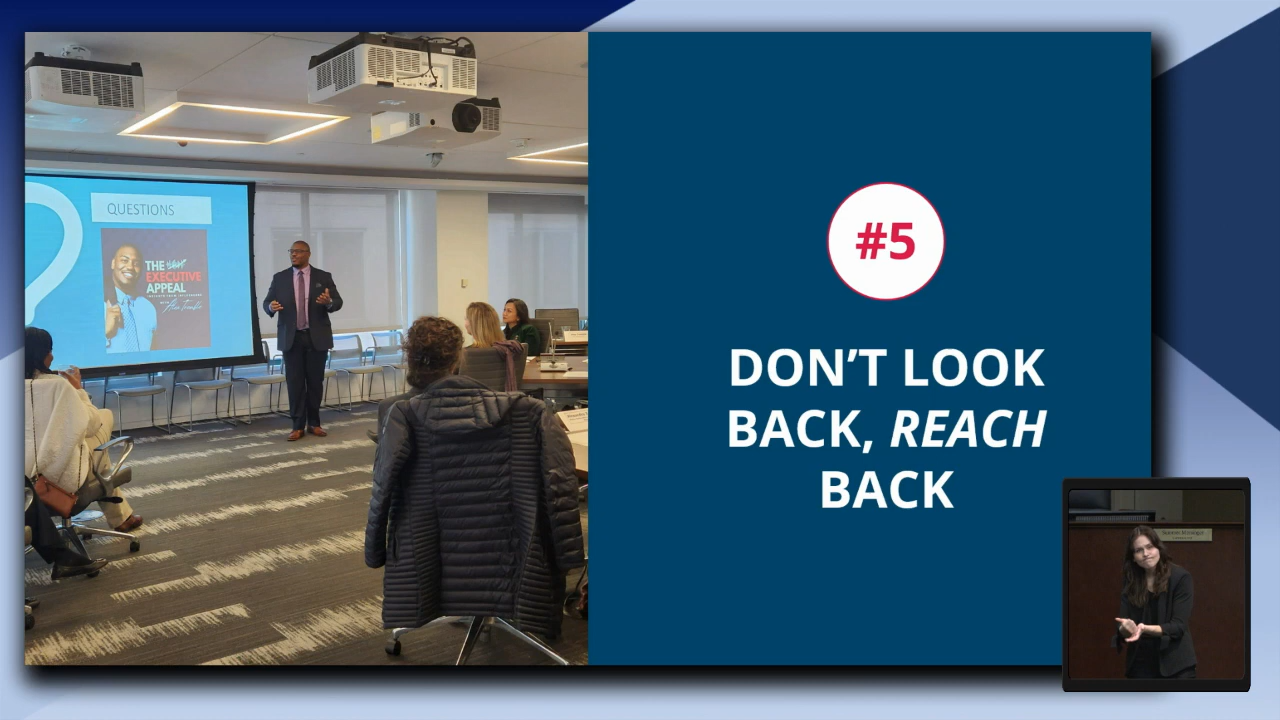 QUESTIONS
THE
EXECUTIVE
APPEAL
#5
DON'T LOOK
BACK, REACH
BACK